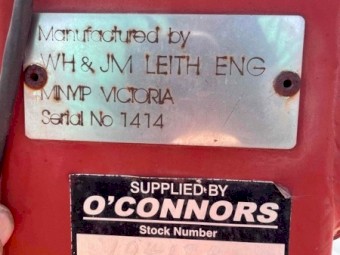 Manufactured by
WH & JM LEITH ENG
MINYIP VICTORIA
Serial No 1414
SUPPLIED BY
O'CONNORS
Stock Number